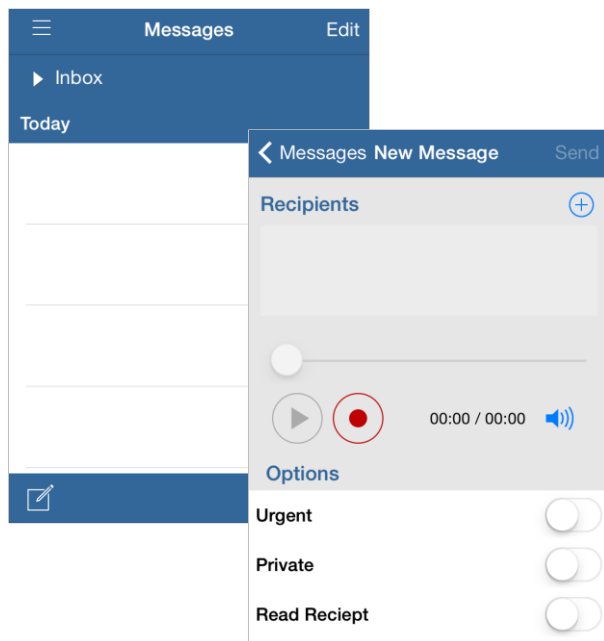 Messages Edit
Inbox
Today
Messages New Message Send
Recipients
00:00 / 00:00
Options
Urgent
Private
Read Reciept